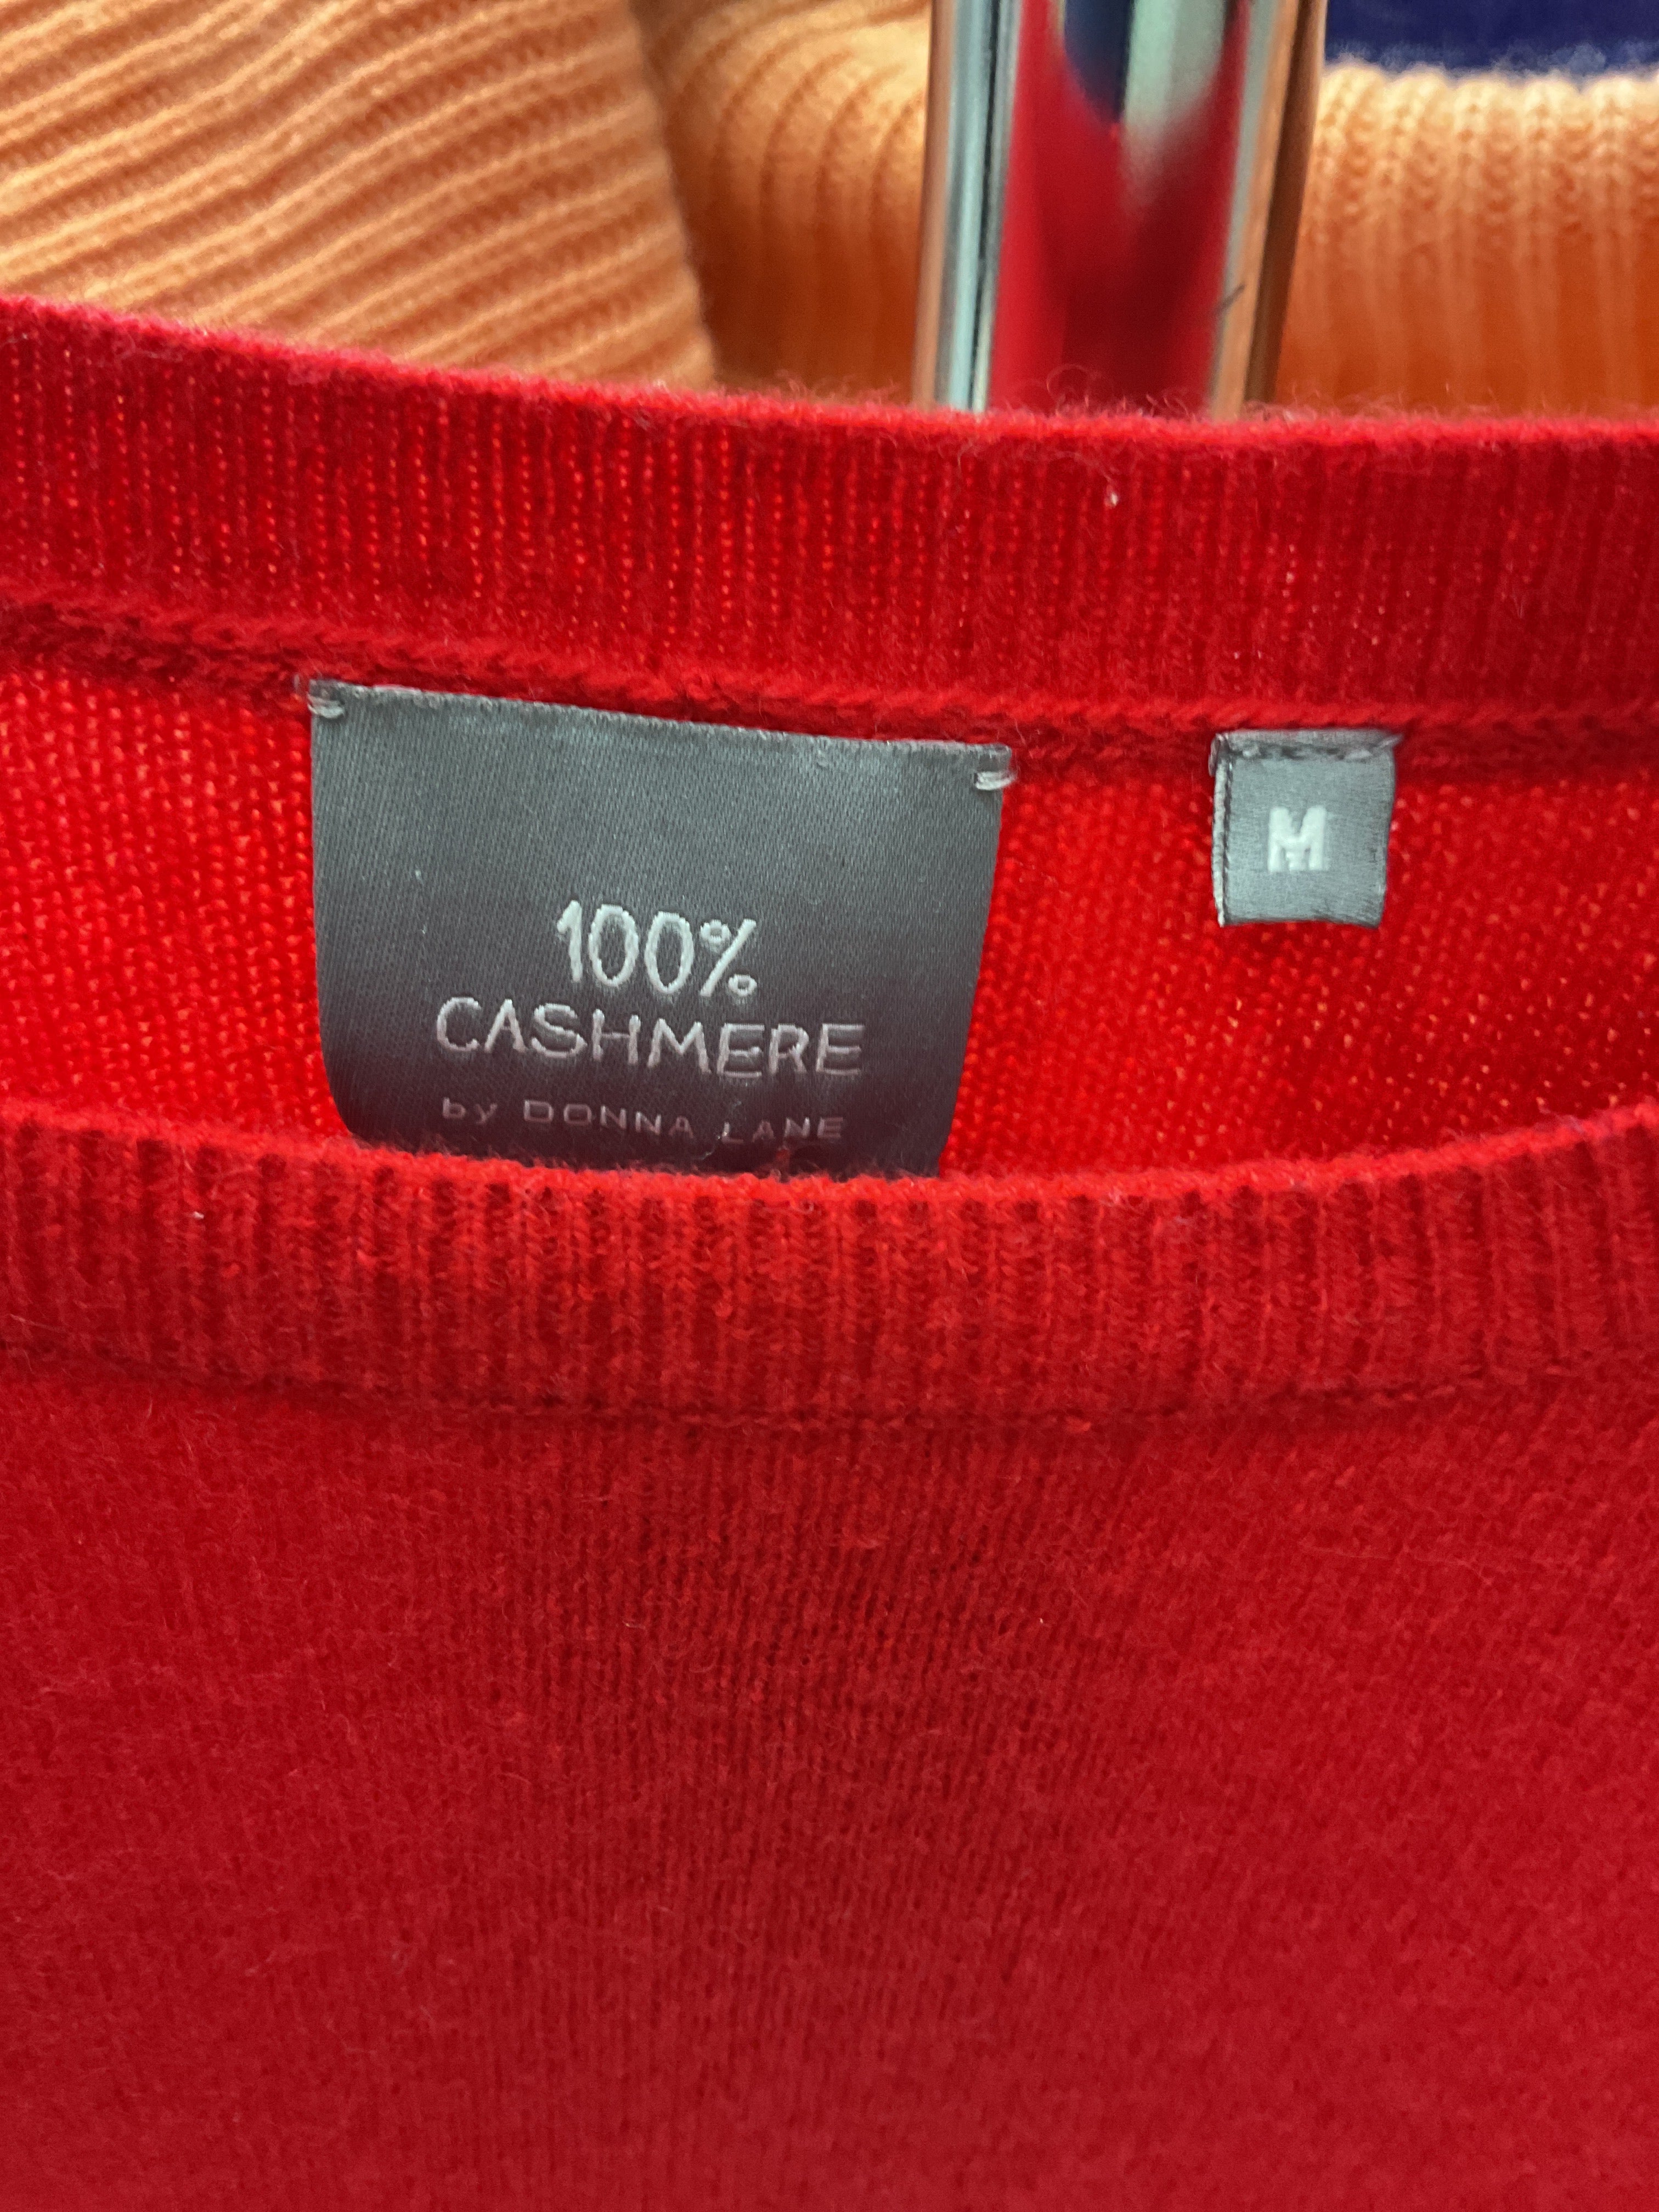 100%
CASHMERE
by DONNA LANE
M